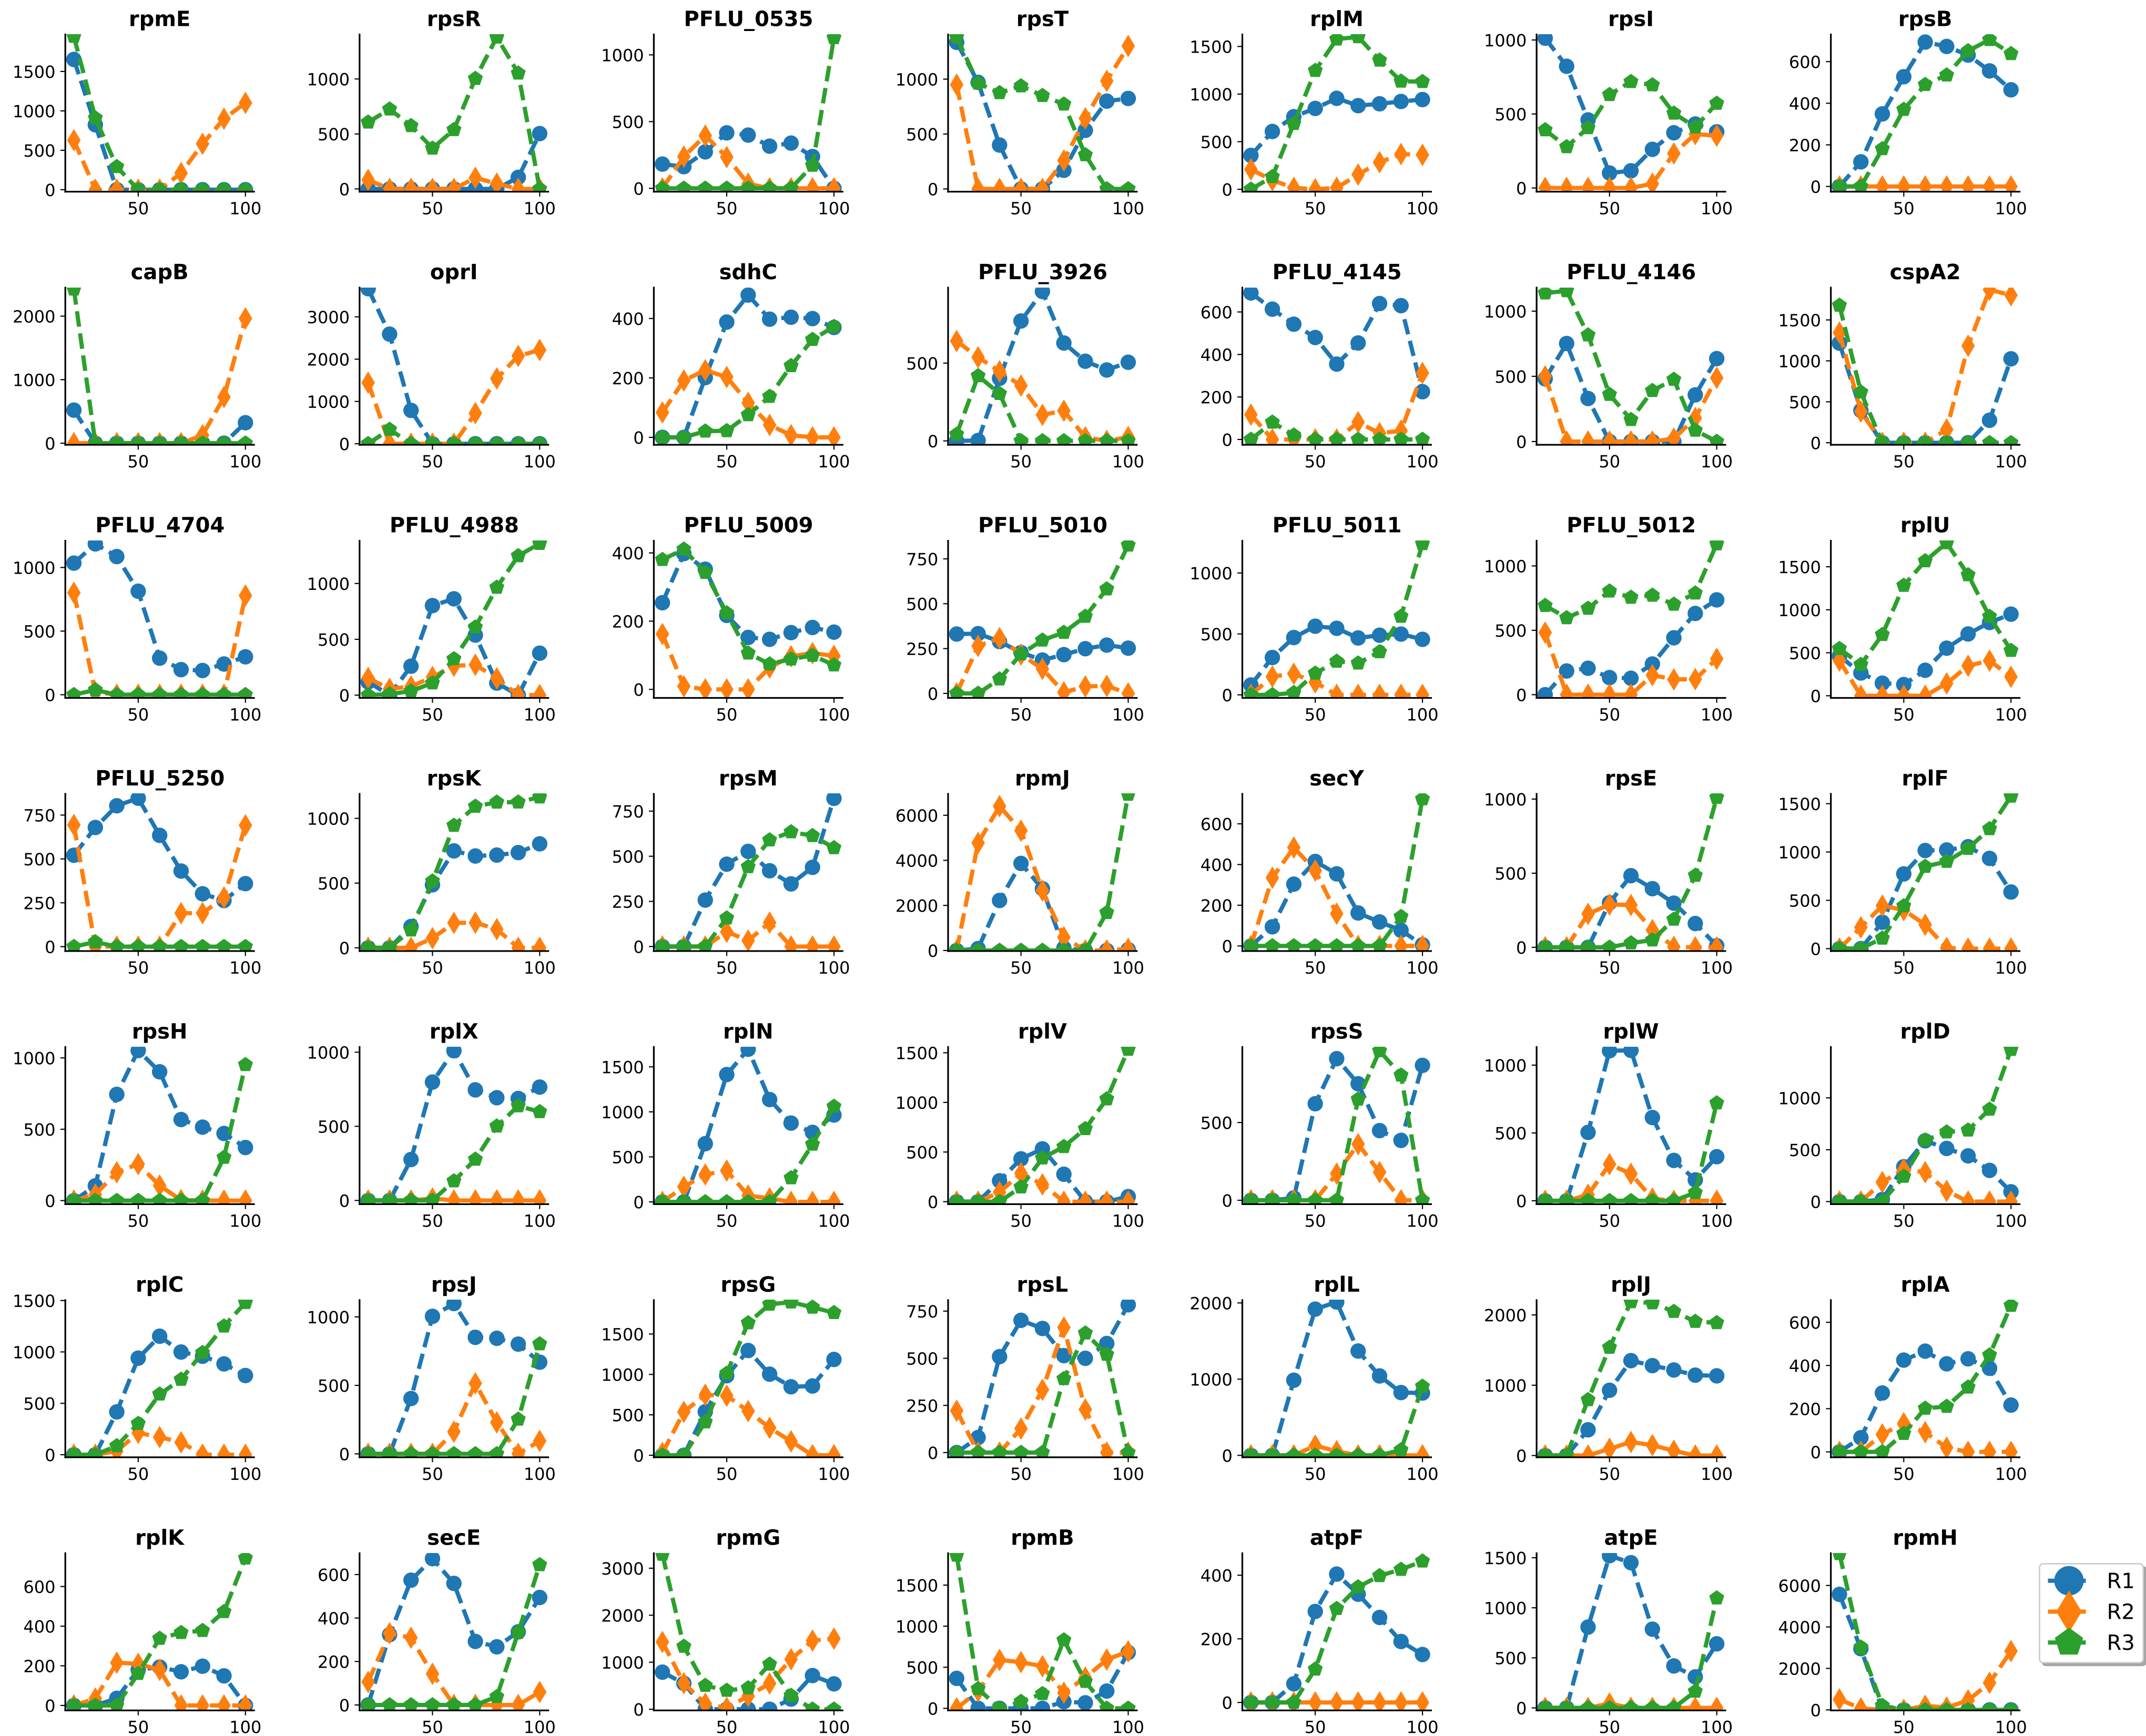 rpmE rpsR PFLU_0535 rpsT rplM rpsI rpsB
1500 1000 500 0 50 100
1000 500 0 50 100
1000 500 0 50 100
1000 500 0 50 100
1500 1000 500 0 50 100
1000 500 0 50 100
600 400 200 0 50 100
capB oprI sdhC PFLU_3926 PFLU_4145 PFLU_4146 cspA2
2000 1000 0 50 100
3000 2000 1000 0 50 100
400 200 0 50 100
500 0 50 100
600 400 200 0 50 100
1000 500 0 50 100
1500 1000 500 0 50 100
PFLU_4704 PFLU_4988 PFLU_5009 PFLU_5010 PFLU_5011 PFLU_5012 rplU
1000 500 0 50 100
1000 500 0 50 100
400 200 0 50 100
750 500 250 0 50 100
1000 500 0 50 100
1000 500 0 50 100
1500 1000 500 0 50 100
PFLU_5250 rpsK rpsM rpmJ secY rpsE rplF
750 500 250 0 50 100
1000 500 0 50 100
750 500 250 0 50 100
6000 4000 2000 0 50 100
600 400 200 0 50 100
1000 500 0 50 100
1500 1000 500 0 50 100
rpsH rplX rplN rplV rpsS rplW rplD
1000 500 0 50 100
1000 500 0 50 100
1500 1000 500 0 50 100
1500 1000 500 0 50 100
500 0 50 100
1000 500 0 50 100
1000 500 0 50 100
rplC rpsJ rpsG rpsL rplL rplJ rplA
1500 1000 500 0 50 100
1000 500 0 50 100
1500 1000 500 0 50 100
750 500 250 0 50 100
2000 1000 0 50 100
2000 1000 0 50 100
600 400 200 0 50 100
rplK secE rpmG rpmB atpF atpE rpmH
600 400 200 0 50 100
600 400 200 0 50 100
3000 2000 1000 0 50 100
1500 1000 500 0 50 100
400 200 0 50 100
1500 1000 500 0 50 100
6000 4000 2000 0 50 100
R1
R2
R3